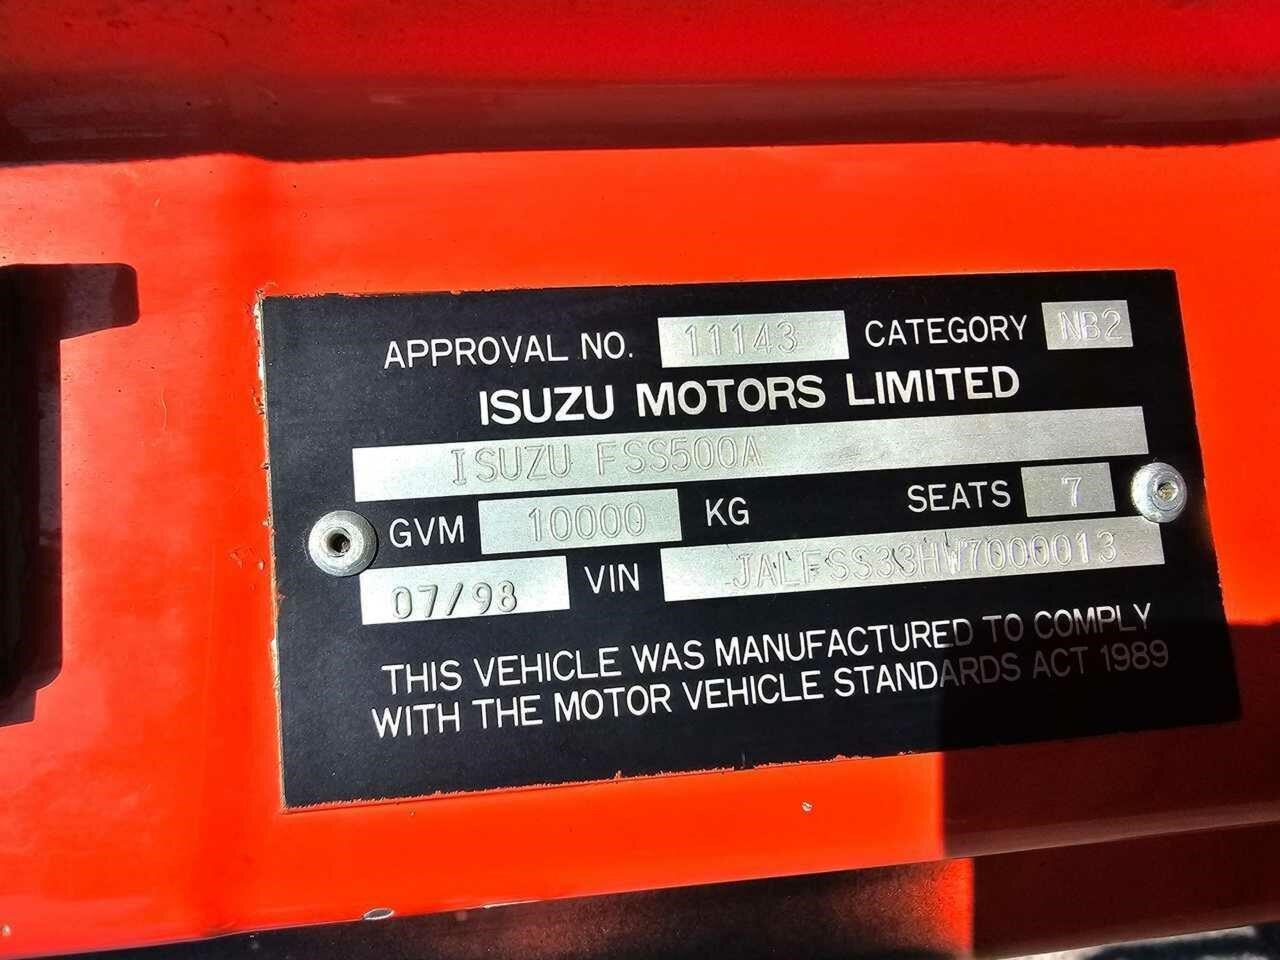 APPROVAL NO. 11143 CATEGORY NB2
ISUZU MOTORS LIMITED
ISUZU FSS500A
GVM 10000 KG SEATS 7
07/98 VIN JALFSS33HW7000013
THIS VEHICLE WAS MANUFACTURED TO COMPLY
WITH THE MOTOR VEHICLE STANDARDS ACT 1989